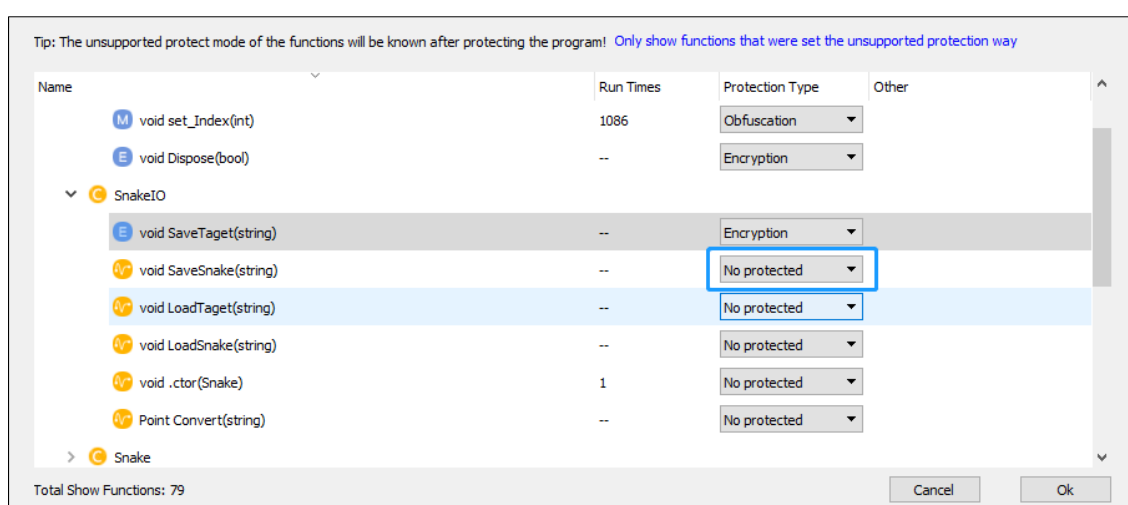 Tip: The unsupported protect mode of the functions will be known after protecting the program! Only show functions that were set the unsupported protection way
Name Run Times Protection Type Other
M void set_Index(int) 1086 Obfuscation
E void Dispose(bool) -- Encryption
C SnakeIO
E void SaveTaget(string) -- Encryption
void SaveSnake(string) -- No protected
void LoadTaget(string) -- No protected
void LoadSnake(string) -- No protected
void .ctor(Snake) 1 No protected
Point Convert(string) -- No protected
C Snake
Total Show Functions: 79 Cancel Ok